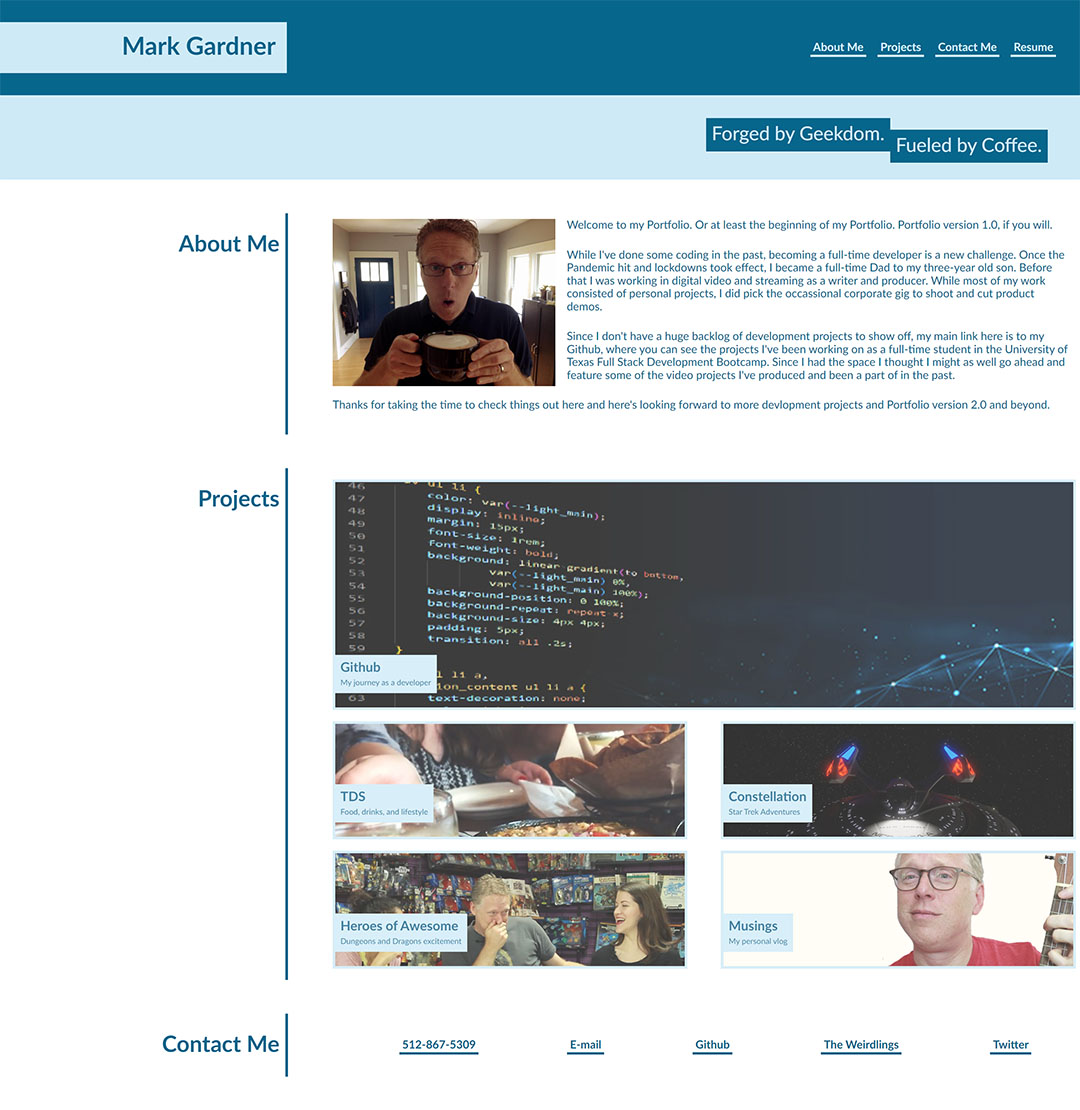 Mark Gardner
About Me Projects Contact Me Resume
Forged by Geekdom.
Fueled by Coffee.
About Me
Welcome to my Portfolio. Or at least the beginning of my Portfolio. Portfolio version 1.0, if you will.
While I've done some coding in the past, becoming a full-time developer is a new challenge. Once the
Pandemic hit and lockdowns took effect, I became a full-time Dad to my three-year old son. Before
that I was working in digital video and streaming as a writer and producer. While most of my work
consisted of personal projects, I did pick the occassional corporate gig to shoot and cut product
demos.
Since I don't have a huge backlog of development projects to show off, my main link here is to my
Github, where you can see the projects I've been working on as a full-time student in the University of
Texas Full Stack Development Bootcamp. Since I had the space I thought I might as well go ahead and
feature some of the video projects I've produced and been a part of in the past.
Thanks for taking the time to check things out here and here's looking forward to more devlopment projects and Portfolio version 2.0 and beyond.
Projects
46 ul li {
47 color: var(--light_main);
48 display: inline;
49 margin: 15px;
50 font-size: 1rem;
51 font-weight: bold;
52 background: linear-gradient(to bottom,
53 var(--light_main) 0%,
54 var(--light_main) 100%);
55 background-position: 0 100%;
56 background-repeat: repeat-x;
57 background-size: 4px 4px;
58 padding: 5px;
59 transition: all .2s;
}
li a,
ul li a {
63 text-decoration: none;
Github
My journey as a developer
TDS
Food, drinks, and lifestyle
Constellation
Star Trek Adventures
Heroes of Awesome
Dungeons and Dragons excitement
Musings
My personal vlog
Contact Me
512-867-5309 E-mail Github The Weirdlings Twitter